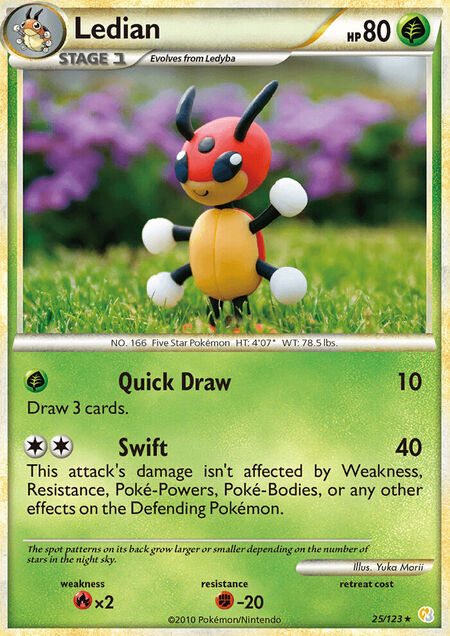 Ledian
HP 80
STAGE 1
Evolves from Ledyba
NO. 166 Five Star Pokémon HT: 4'07" WT: 78.5 lbs.
Quick Draw 10
Draw 3 cards.
Swift 40
This attack's damage isn't affected by Weakness,
Resistance, Poké-Powers, Poké-Bodies, or any other
effects on the Defending Pokémon.
The spot patterns on its back grow larger or smaller depending on the number of
stars in the night sky.
Illus. Yuka Morii
weakness resistance retreat cost
×2 -20
©2010 Pokémon/Nintendo
25/123 ★